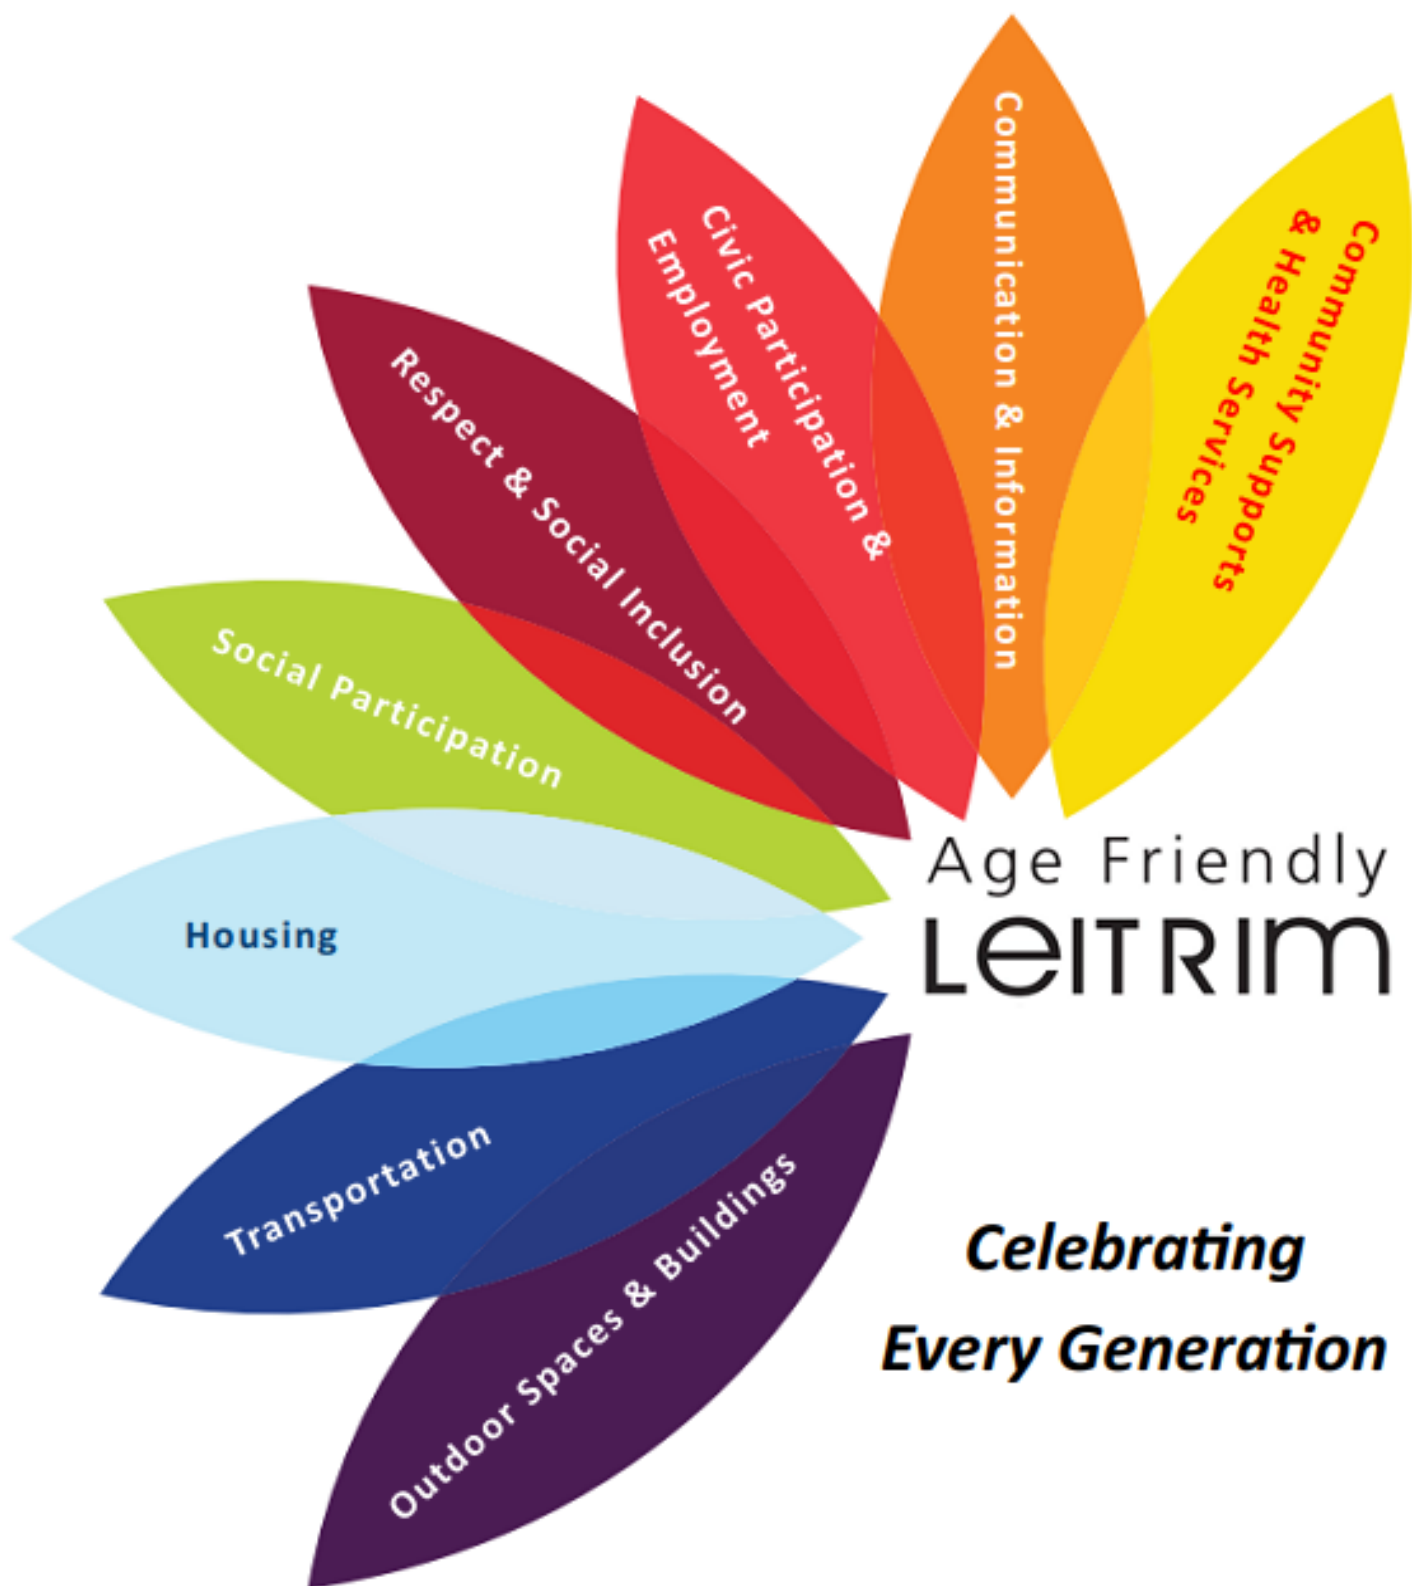 Community Supports
& Health Services
Communication & Information
Civic Participation &
Employment
Respect & Social Inclusion
Social Participation
Housing
Transportation
Outdoor Spaces & Buildings
Age Friendly
LeITRIm
Celebrating
Every Generation